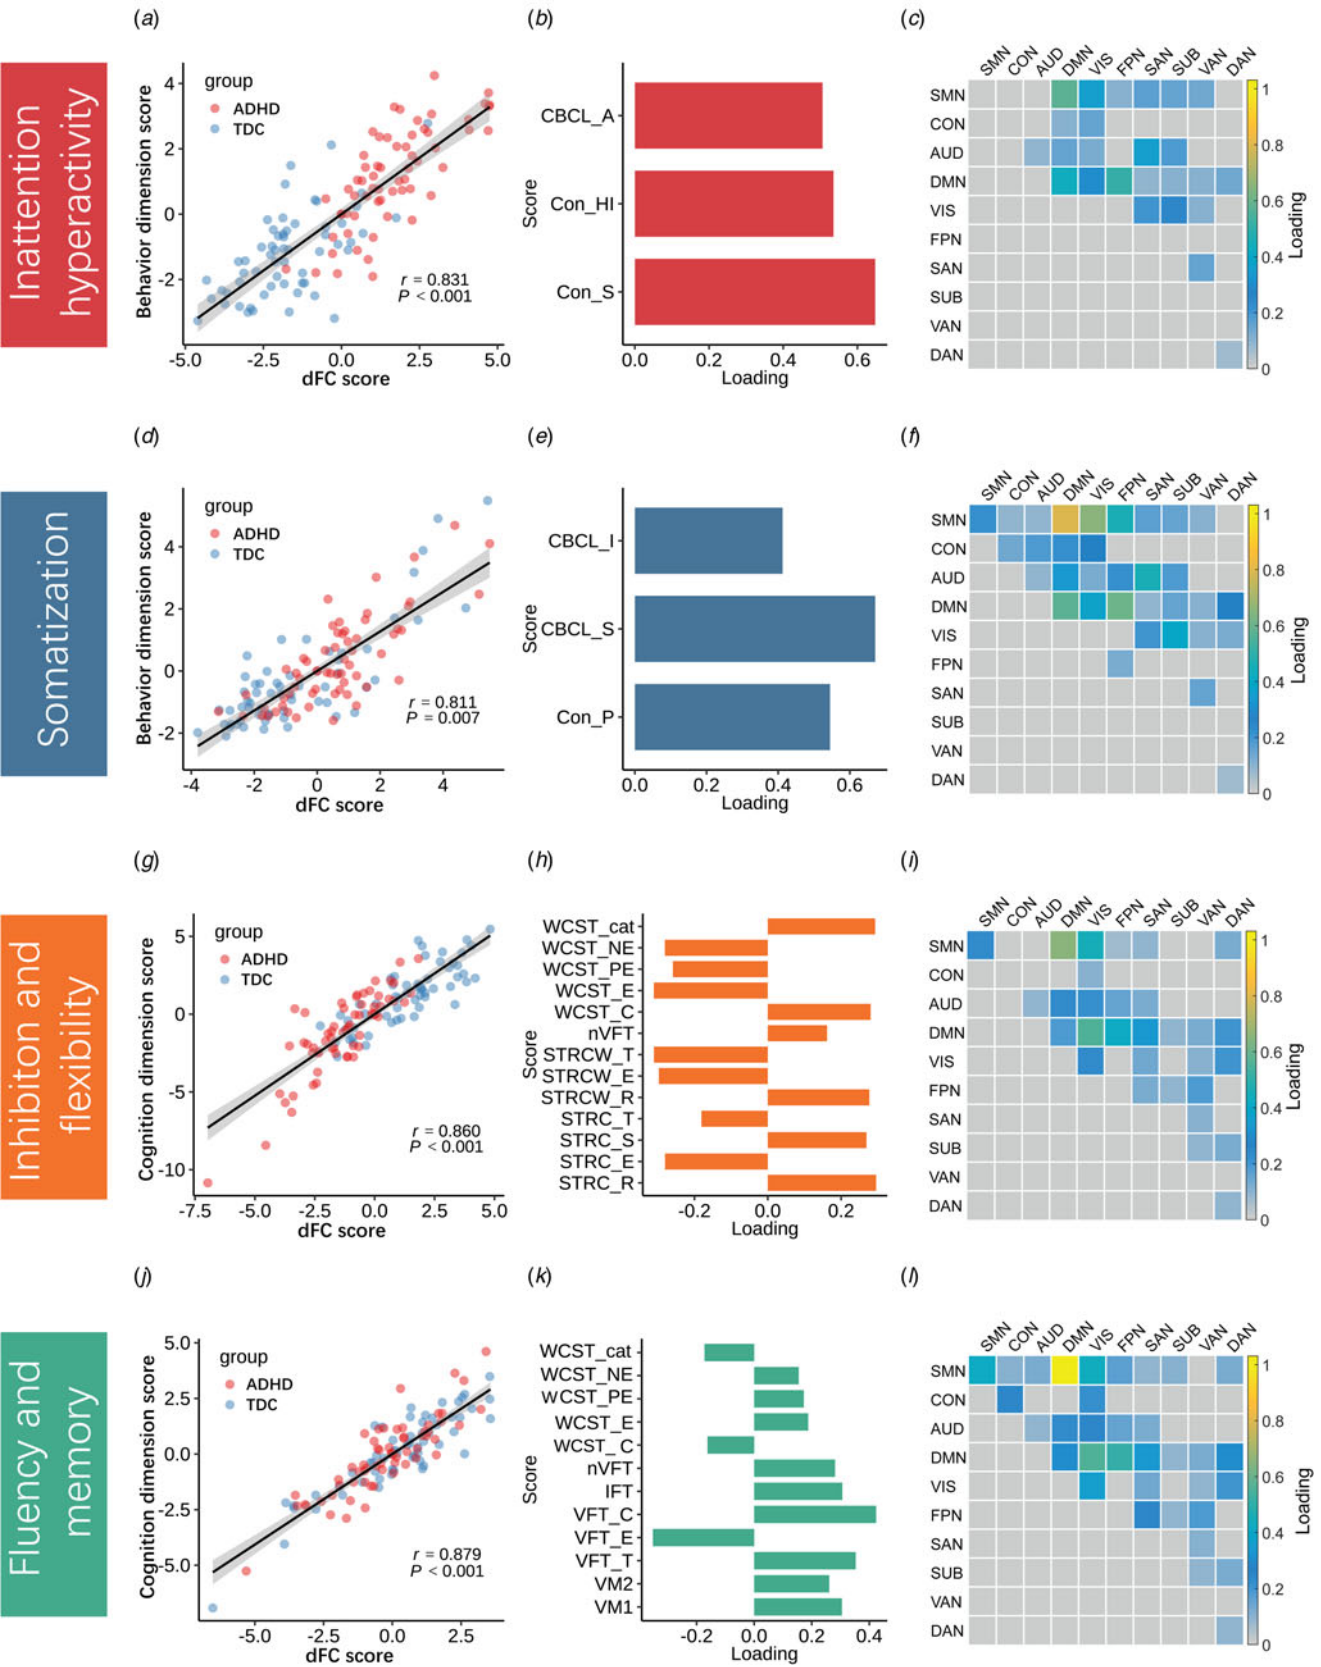 Inattention
hyperactivity
(a)
Behavior dimension score
4
2
0
-2
group
ADHD
TDC
r = 0.831
P < 0.001
-5.0 -2.5 0.0 2.5 5.0
dFC score
(b)
Score
CBCL_A
Con_HI
Con_S
0.0 0.2 0.4 0.6
Loading
(c)
SMN CON AUD DMN VIS FPN SAN SUB VAN DAN
SMN
CON
AUD
DMN
VIS
FPN
SAN
SUB
VAN
DAN
1
0.8
0.6
0.4
0.2
0
Loading
Somatization
(d)
Behavior dimension score
4
2
0
-2
group
ADHD
TDC
r = 0.811
P = 0.007
-4 -2 0 2 4
dFC score
(e)
Score
CBCL_I
CBCL_S
Con_P
0.0 0.2 0.4 0.6
Loading
(f)
SMN CON AUD DMN VIS FPN SAN SUB VAN DAN
SMN
CON
AUD
DMN
VIS
FPN
SAN
SUB
VAN
DAN
1
0.8
0.6
0.4
0.2
0
Loading
Inhibiton and
flexibility
(g)
Cognition dimension score
5
0
-5
-10
group
ADHD
TDC
r = 0.860
P < 0.001
-7.5 -5.0 -2.5 0.0 2.5 5.0
dFC score
(h)
Score
WCST_cat
WCST_NE
WCST_PE
WCST_E
WCST_C
nVFT
STRCW_T
STRCW_E
STRCW_R
STRC_T
STRC_S
STRC_E
STRC_R
-0.2 0.0 0.2
Loading
(i)
SMN CON AUD DMN VIS FPN SAN SUB VAN DAN
SMN
CON
AUD
DMN
VIS
FPN
SAN
SUB
VAN
DAN
1
0.8
0.6
0.4
0.2
0
Loading
Fluency and
memory
(j)
Cognition dimension score
5.0
2.5
0.0
-2.5
-5.0
group
ADHD
TDC
r = 0.879
P < 0.001
-5.0 -2.5 0.0 2.5
dFC score
(k)
Score
WCST_cat
WCST_NE
WCST_PE
WCST_E
WCST_C
nVFT
IFT
VFT_C
VFT_E
VFT_T
VM2
VM1
-0.2 0.0 0.2 0.4
Loading
(l)
SMN CON AUD DMN VIS FPN SAN SUB VAN DAN
SMN
CON
AUD
DMN
VIS
FPN
SAN
SUB
VAN
DAN
1
0.8
0.6
0.4
0.2
0
Loading